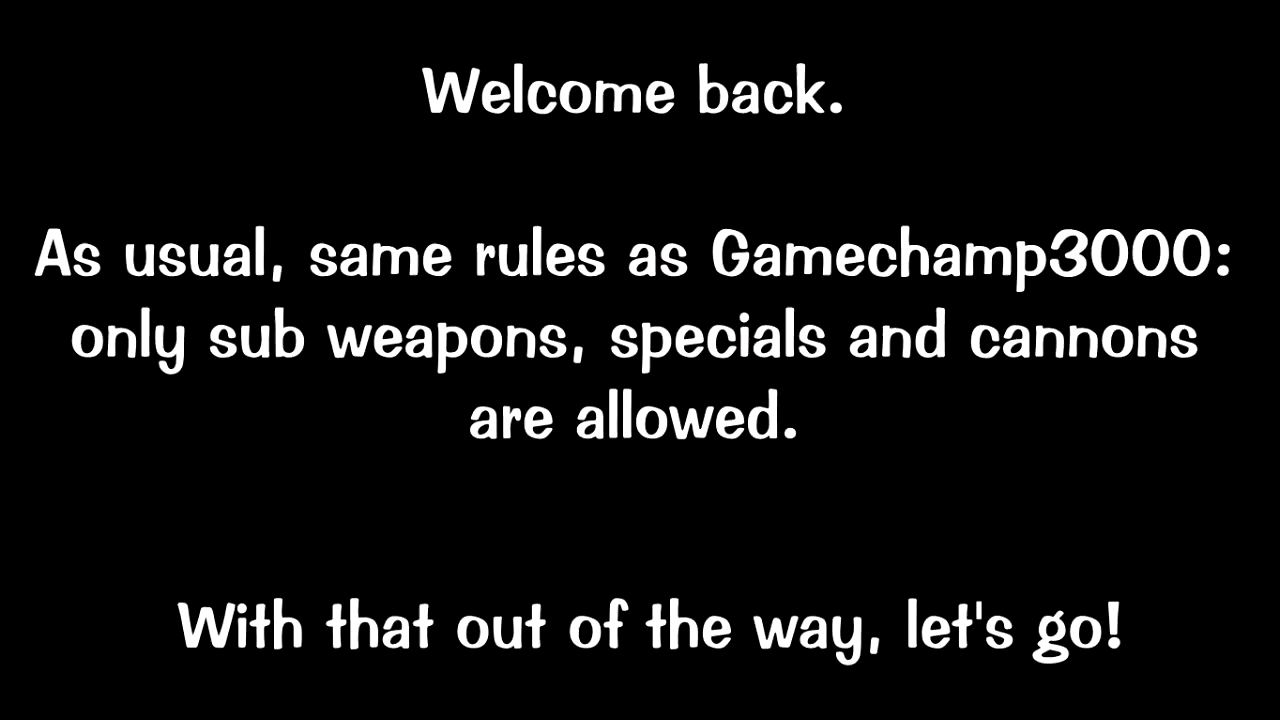 Welcome back.
As usual, same rules as Gamechamp3000:
only sub weapons, specials and cannons
are allowed.
With that out of the way, let's go!